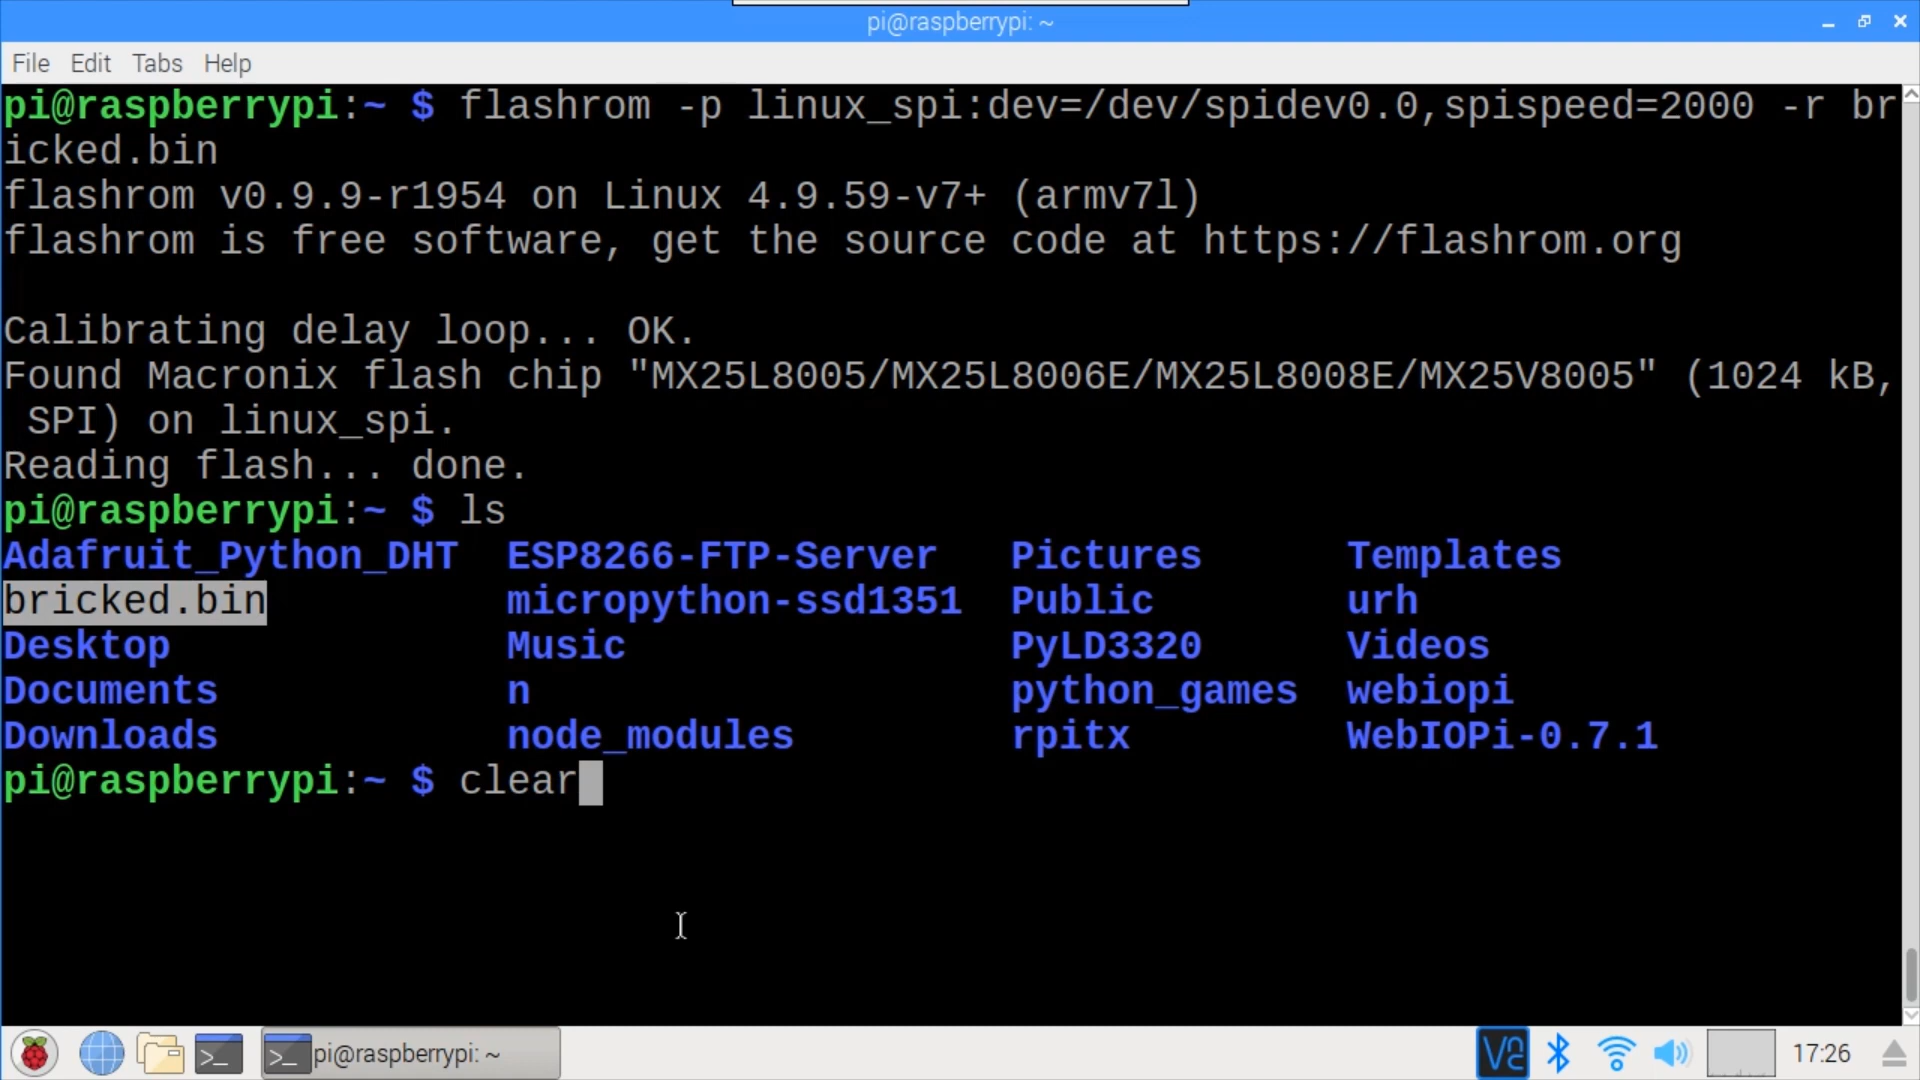 pi@raspberrypi: ~
File Edit Tabs Help
pi@raspberrypi:~ $ flashrom -p linux_spi:dev=/dev/spidev0.0,spispeed=2000 -r br
icked.bin
flashrom v0.9.9-r1954 on Linux 4.9.59-v7+ (armv7l)
flashrom is free software, get the source code at https://flashrom.org
Calibrating delay loop... OK.
Found Macronix flash chip "MX25L8005/MX25L8006E/MX25L8008E/MX25V8005" (1024 kB,
 SPI) on linux_spi.
Reading flash... done.
pi@raspberrypi:~ $ ls
Adafruit_Python_DHT  ESP8266-FTP-Server   Pictures      Templates
bricked.bin          micropython-ssd1351  Public        urh
Desktop              Music                PyLD3320      Videos
Documents            n                    python_games  webiopi
Downloads            node_modules         rpitx         WebIOPi-0.7.1
pi@raspberrypi:~ $ clear
pi@raspberrypi: ~ 17:26